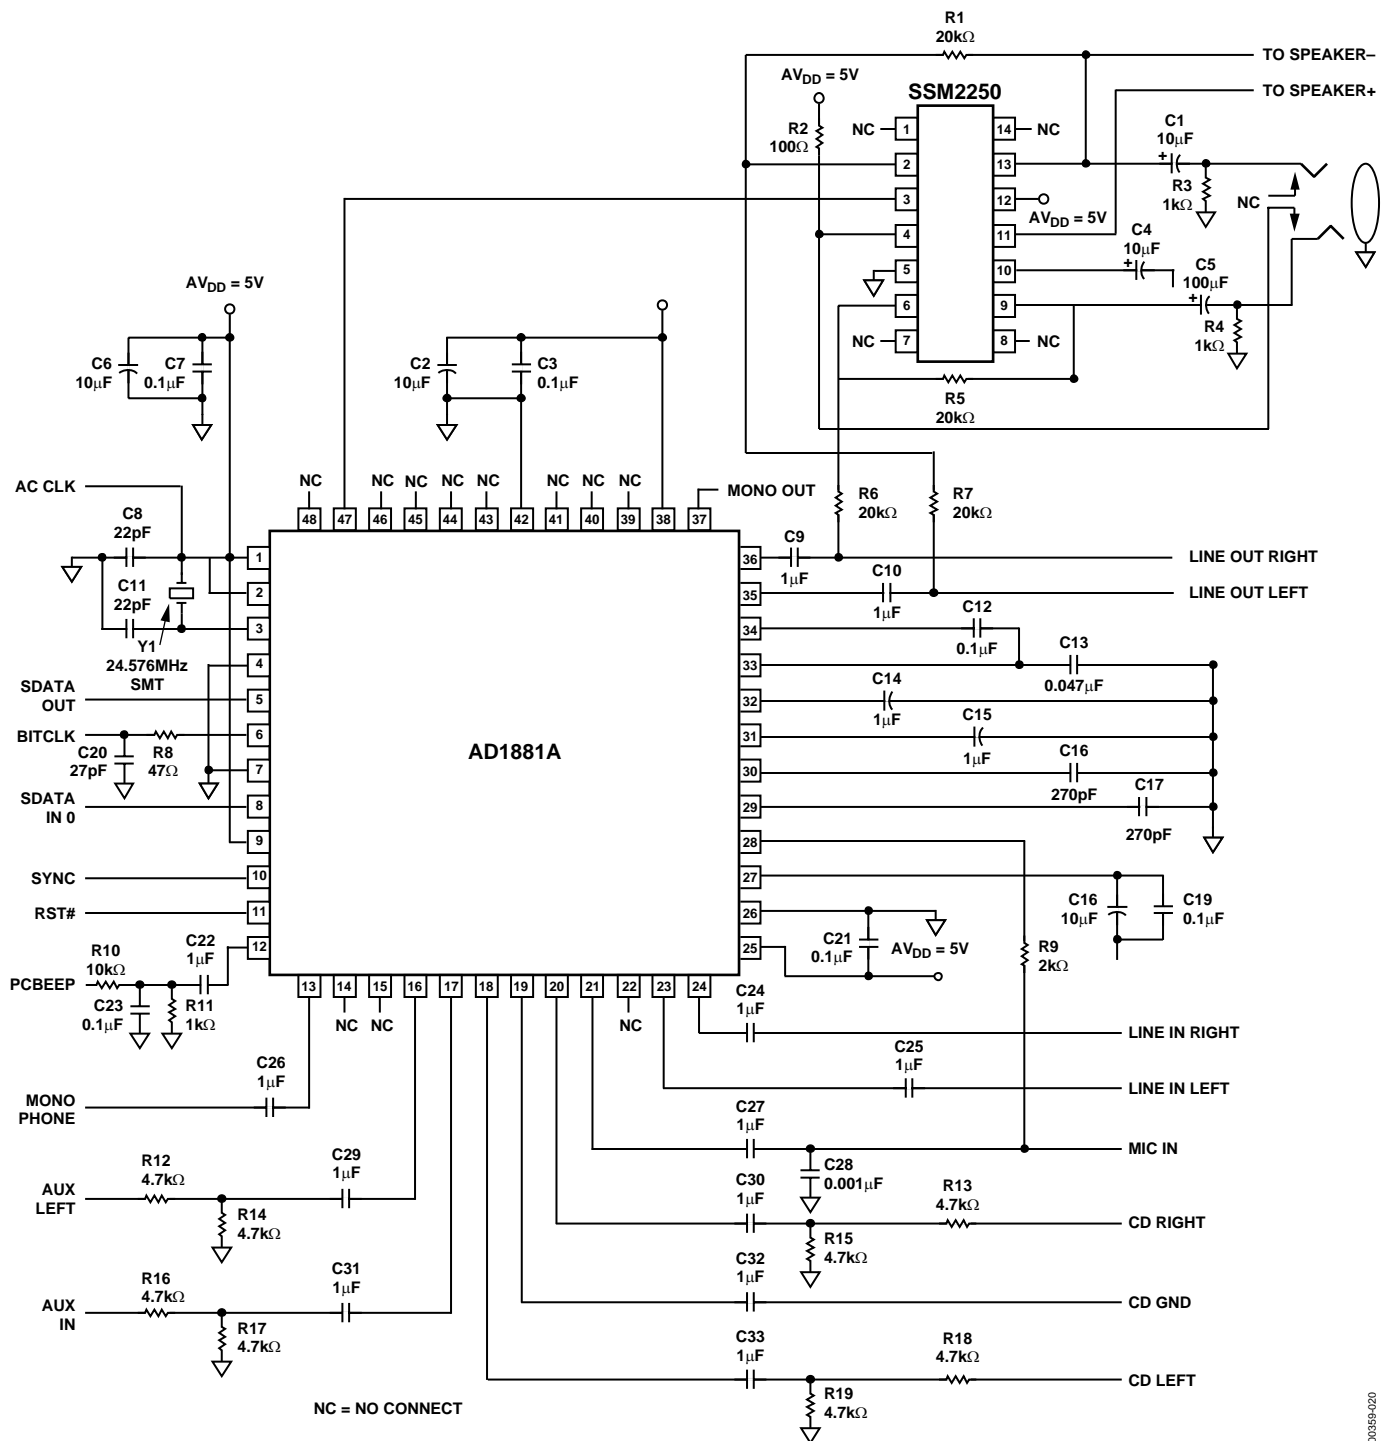 R1
20kΩ
TO SPEAKER–
AVDD = 5V
SSM2250
TO SPEAKER+
R2
100Ω
NC
1
14
NC
C1
10µF
+
2
13
R3
1kΩ
NC
3
12
AVDD = 5V
4
11
C4
10µF
+
5
10
C5
100µF
+
6
9
R4
1kΩ
NC
7
8
NC
R5
20kΩ
AVDD = 5V
C6
10µF
C7
0.1µF
C2
10µF
C3
0.1µF
AC CLK
NC
NC
NC
NC
NC
NC
NC
NC
MONO OUT
48
47
46
45
44
43
42
41
40
39
38
37
R6
20kΩ
R7
20kΩ
C8
22pF
C11
22pF
Y1
24.576MHz
SMT
SDATA
OUT
BITCLK
C20
27pF
R8
47Ω
SDATA
IN 0
SYNC
RST#
R10
10kΩ
C22
1µF
PCBEEP
C23
0.1µF
R11
1kΩ
1
2
3
4
5
6
7
8
9
10
11
12
AD1881A
36
35
34
33
32
31
30
29
28
27
26
25
C9
1µF
LINE OUT RIGHT
C10
1µF
LINE OUT LEFT
C12
0.1µF
C13
0.047µF
C14
1µF
C15
1µF
C16
270pF
C17
270pF
C16
10µF
C19
0.1µF
C21
0.1µF
AVDD = 5V
R9
2kΩ
13
14
15
16
17
18
19
20
21
22
23
24
NC
NC
NC
C24
1µF
LINE IN RIGHT
C26
1µF
MONO
PHONE
C25
1µF
LINE IN LEFT
C27
1µF
MIC IN
C28
0.001µF
R12
4.7kΩ
C29
1µF
AUX
LEFT
R14
4.7kΩ
C30
1µF
R13
4.7kΩ
CD RIGHT
R15
4.7kΩ
R16
4.7kΩ
C31
1µF
AUX
IN
R17
4.7kΩ
C32
1µF
CD GND
C33
1µF
R18
4.7kΩ
CD LEFT
R19
4.7kΩ
NC = NO CONNECT
00359-020